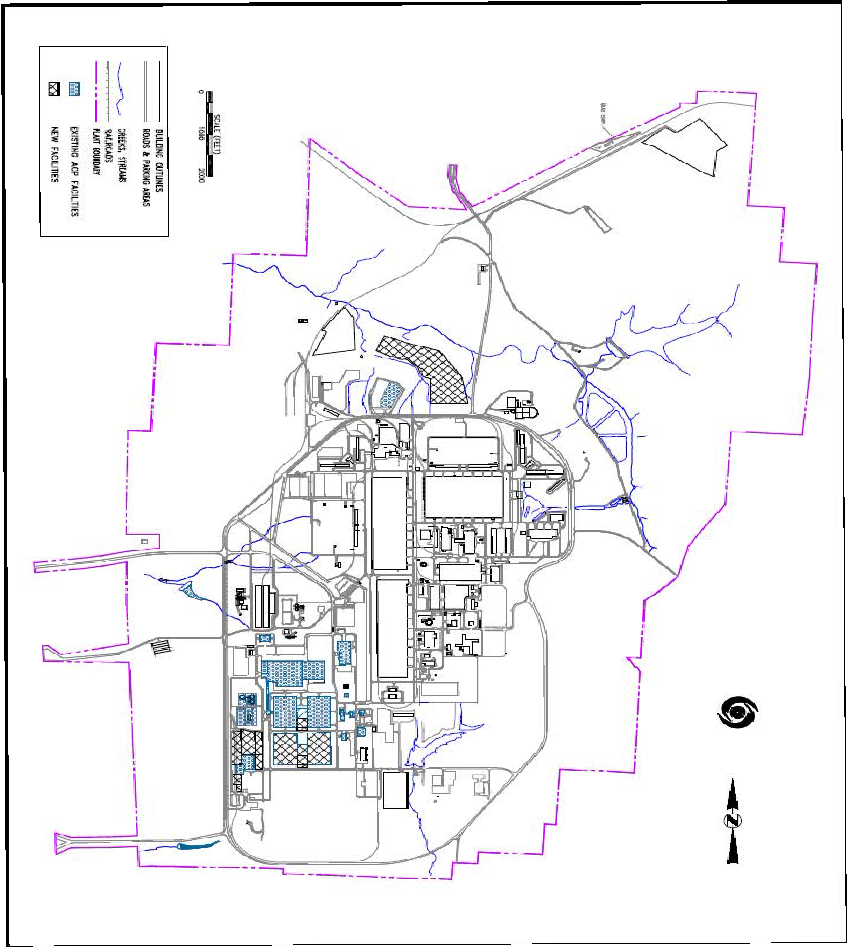 BUILDING OUTLINES
ROADS & PARKING AREAS
CREEKS, STREAMS
RAILROADS
PLANT BOUNDARY
EXISTING ACP FACILITIES
NEW FACILITIES
SCALE (FEET)
0 1000 2000
N